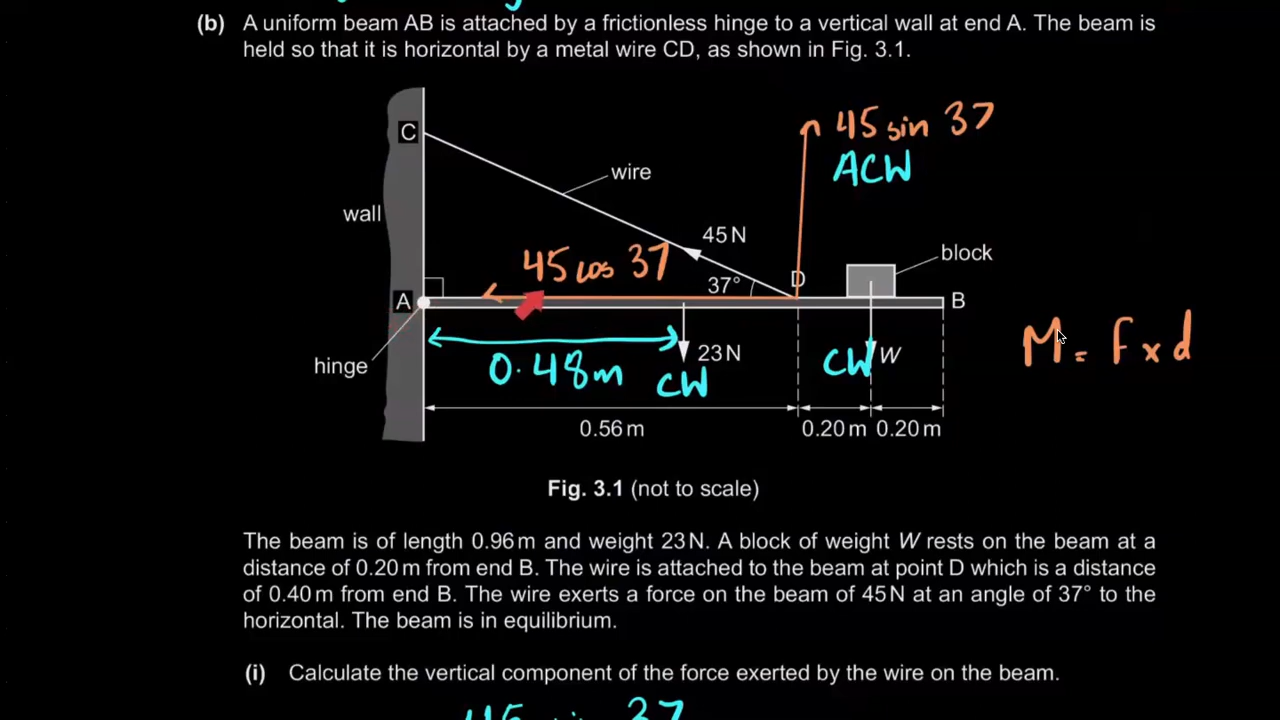 (b) A uniform beam AB is attached by a frictionless hinge to a vertical wall at end A. The beam is
held so that it is horizontal by a metal wire CD, as shown in Fig. 3.1.
45 sin 37
C
ACW
wire
wall
45 N
block
45 cos 37
37°
D
A
B
hinge
0.48m
23 N
CW
CW
W
M = F x d
0.56 m
0.20 m
0.20 m
Fig. 3.1 (not to scale)
The beam is of length 0.96 m and weight 23 N. A block of weight W rests on the beam at a
distance of 0.20 m from end B. The wire is attached to the beam at point D which is a distance
of 0.40 m from end B. The wire exerts a force on the beam of 45 N at an angle of 37° to the
horizontal. The beam is in equilibrium.
(i) Calculate the vertical component of the force exerted by the wire on the beam.
45 sin 37